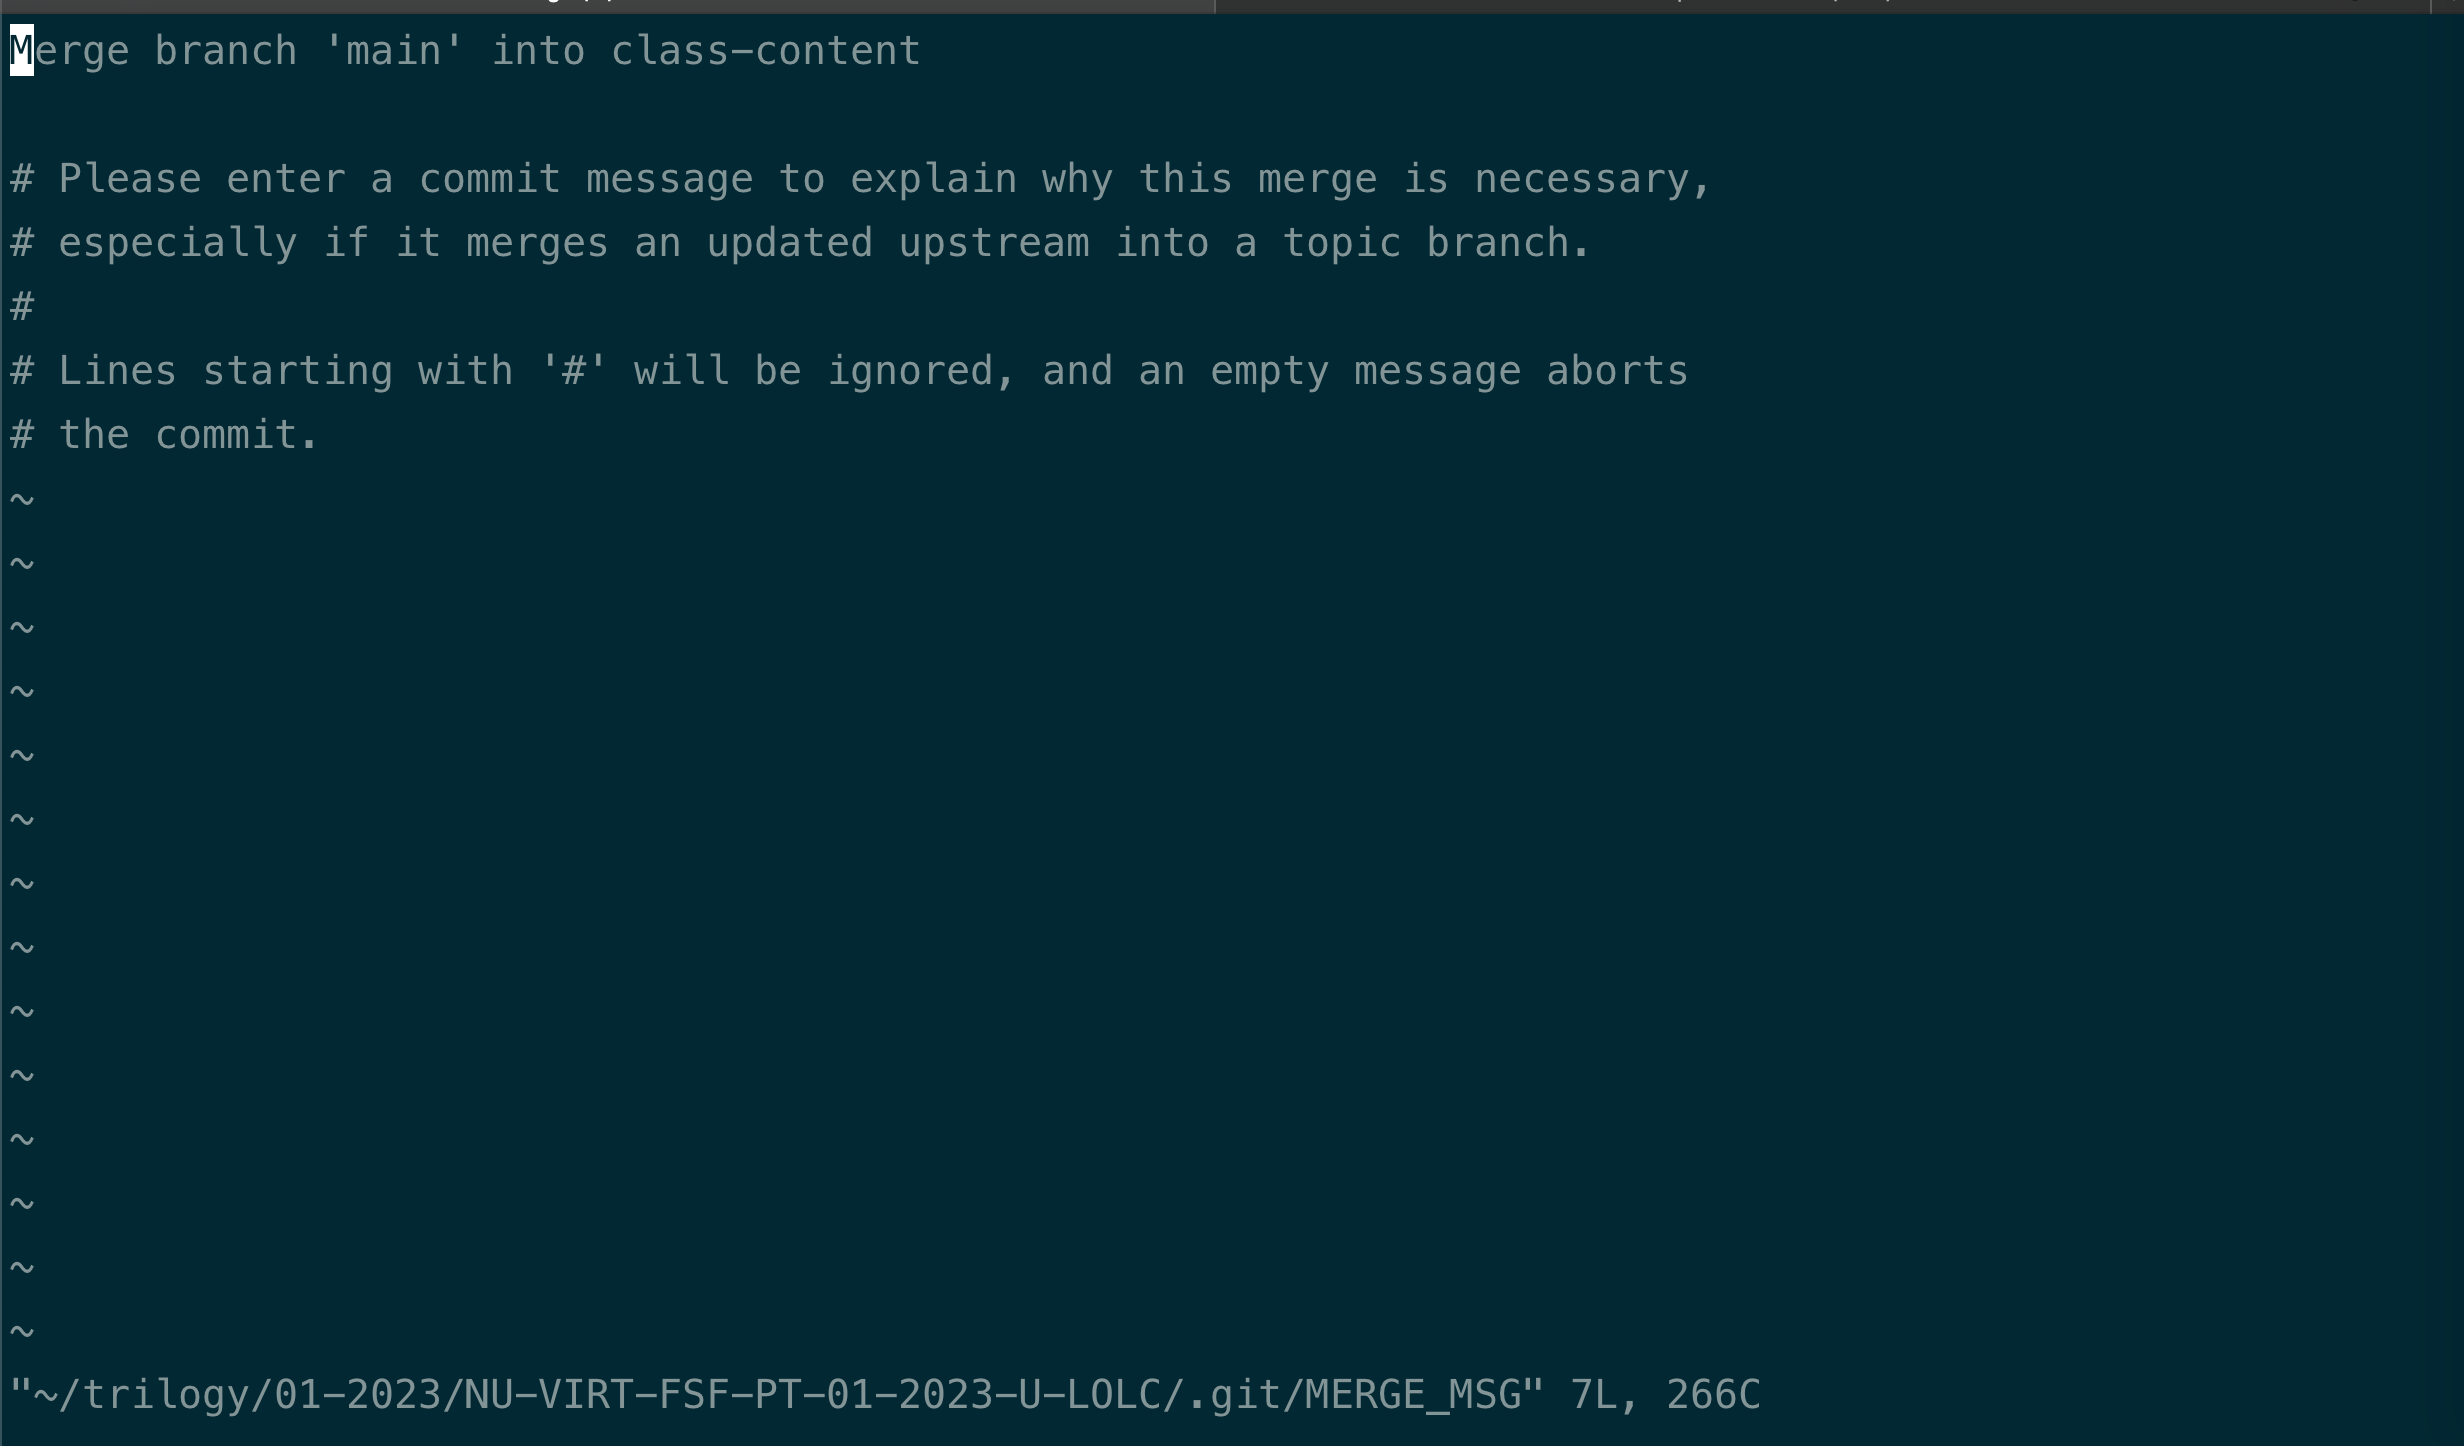 Merge branch 'main' into class-content
# Please enter a commit message to explain why this merge is necessary,
# especially if it merges an updated upstream into a topic branch.
#
# Lines starting with '#' will be ignored, and an empty message aborts
# the commit.
~
~
~
~
~
~
~
~
~
~
~
~
~
~
"~/trilogy/01-2023/NU-VIRT-FSF-PT-01-2023-U-LOLC/.git/MERGE_MSG" 7L, 266C